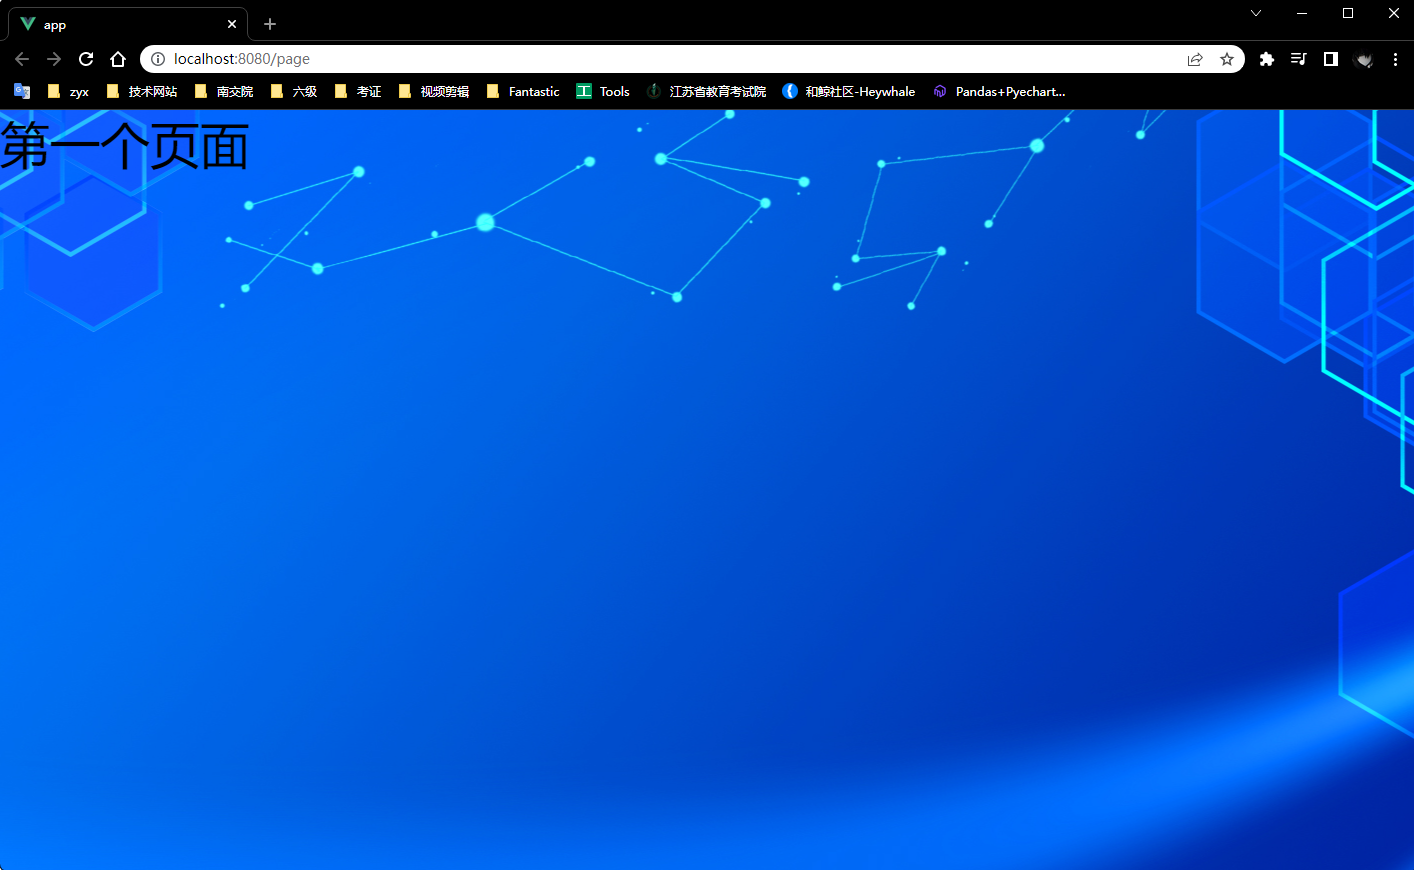 app
localhost:8080/page
zyx 技术网站 南交院 六级 考证 视频剪辑 Fantastic Tools 江苏省教育考试院 和鲸社区-Heywhale Pandas+Pyechart...
第一个页面